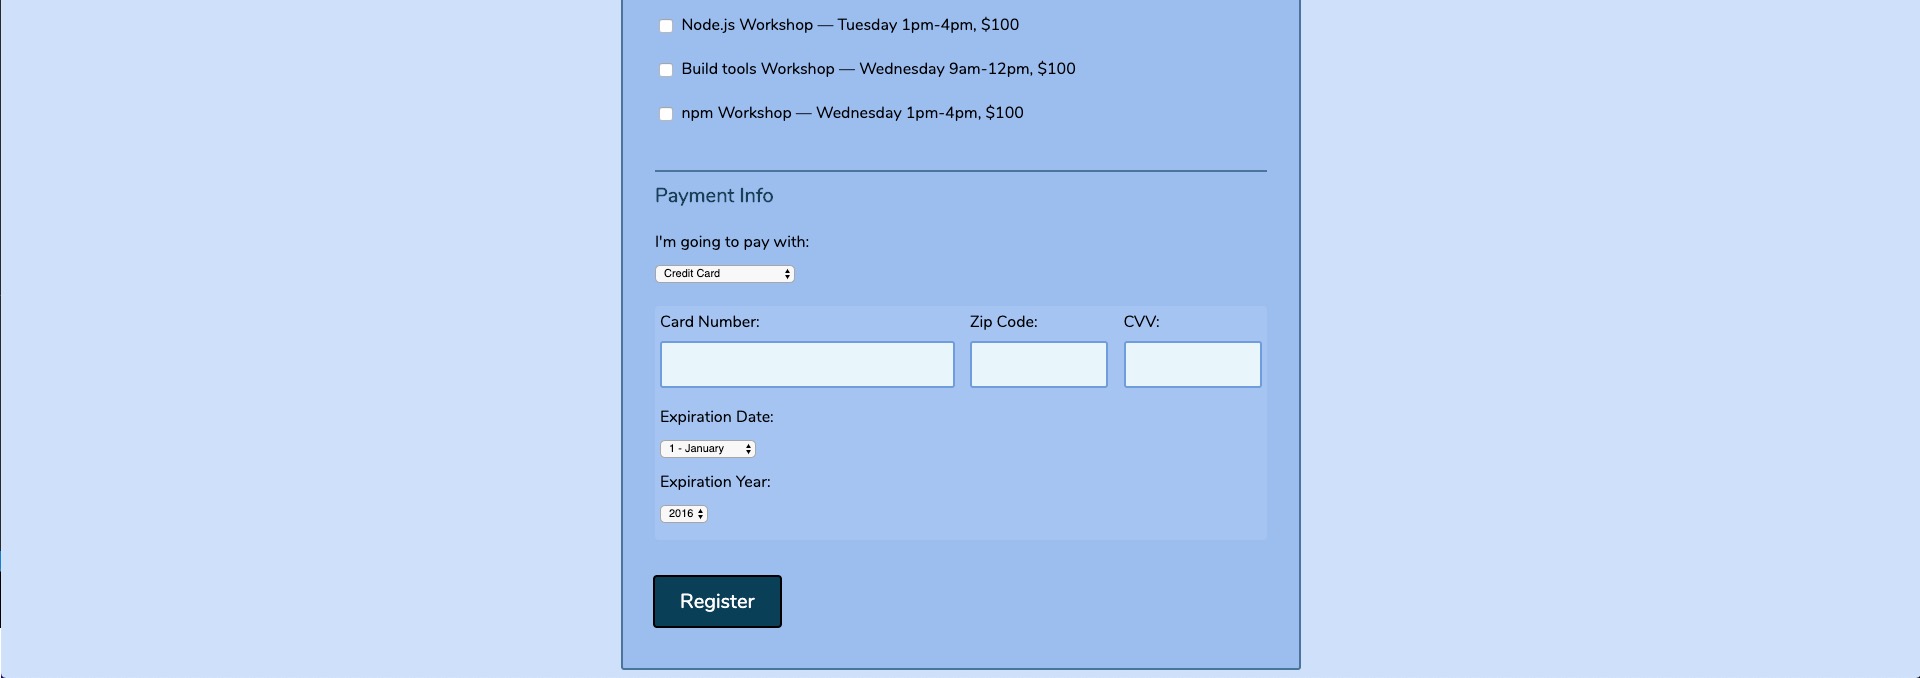 Node.js Workshop — Tuesday 1pm-4pm, $100
Build tools Workshop — Wednesday 9am-12pm, $100
npm Workshop — Wednesday 1pm-4pm, $100
Payment Info
I'm going to pay with:
Credit Card
Card Number: Zip Code: CVV:
Expiration Date:
1 - January
Expiration Year:
2016
Register